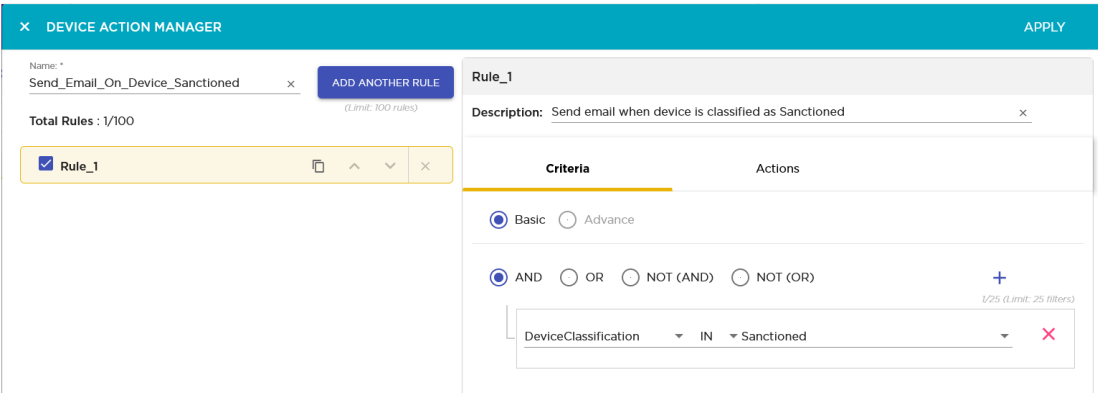 × DEVICE ACTION MANAGER APPLY
Name: *
Send_Email_On_Device_Sanctioned ×
ADD ANOTHER RULE
(Limit: 100 rules)
Total Rules : 1/100
Rule_1
Rule_1
Description: Send email when device is classified as Sanctioned ×
Criteria Actions
Basic Advance
AND OR NOT (AND) NOT (OR) +
1/25 (Limit: 25 filters)
DeviceClassification IN Sanctioned